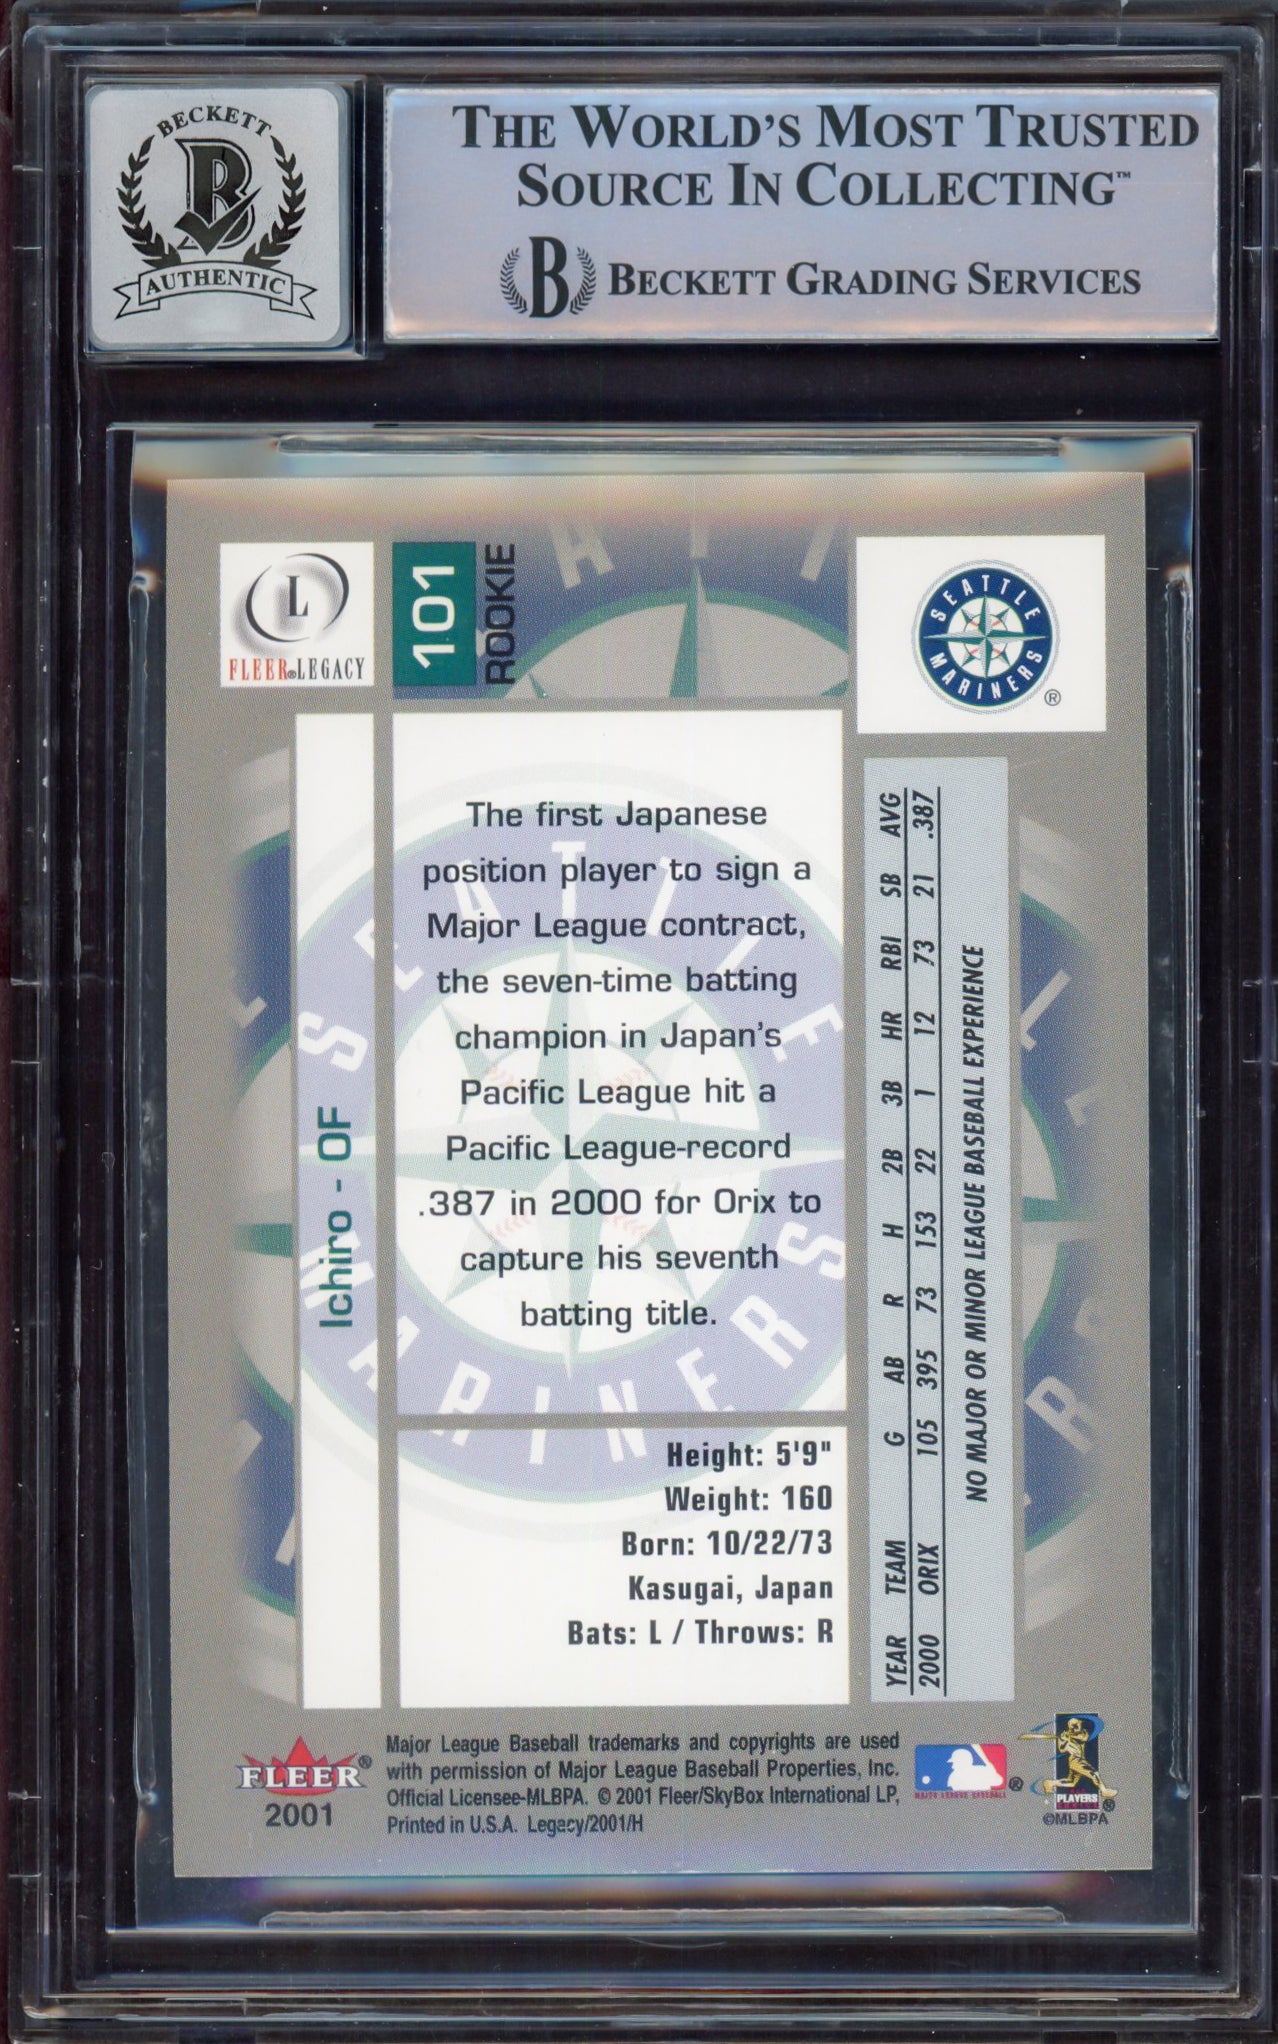 BECKETT
B
AUTHENTIC
THE WORLD'S MOST TRUSTED
SOURCE IN COLLECTING™
B BECKETT GRADING SERVICES
L
FLEER®LEGACY
101
ROOKIE
SEATTLE
MARINERS
®
Ichiro - OF
The first Japanese
position player to sign a
Major League contract,
the seven-time batting
champion in Japan's
Pacific League hit a
Pacific League-record
.387 in 2000 for Orix to
capture his seventh
batting title.
SEATTLE
MARINERS
Height: 5'9"
Weight: 160
Born: 10/22/73
Kasugai, Japan
Bats: L / Throws: R
YEAR TEAM G AB R H 2B 3B HR RBI SB AVG
2000 ORIX 105 395 73 153 22 1 12 73 21 .387
NO MAJOR OR MINOR LEAGUE BASEBALL EXPERIENCE
FLEER®
2001
Major League Baseball trademarks and copyrights are used
with permission of Major League Baseball Properties, Inc.
Official Licensee-MLBPA. © 2001 Fleer/SkyBox International LP,
Printed in U.S.A. Legacy/2001/H
®
MAJOR LEAGUE BASEBALL
PLAYERS
®
©MLBPA